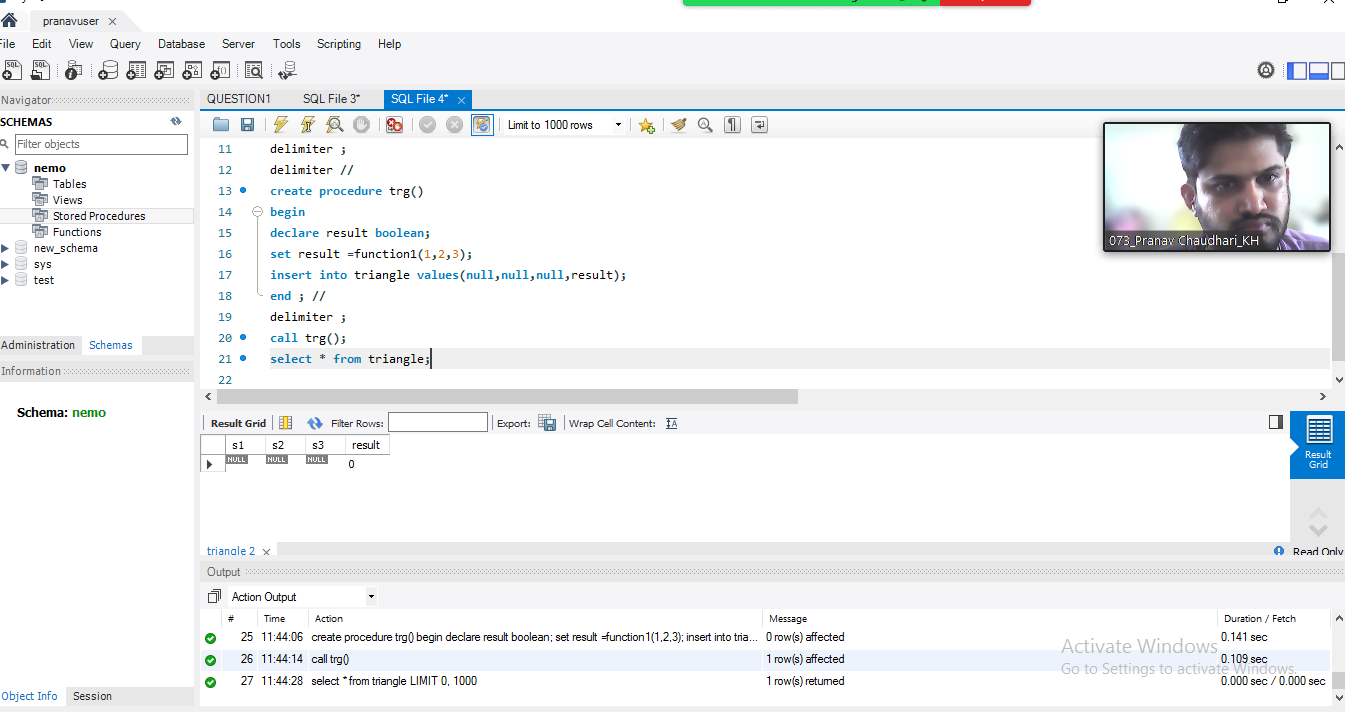 pranavuser
File Edit View Query Database Server Tools Scripting Help
Navigator
SCHEMAS
Filter objects
nemo
Tables
Views
Stored Procedures
Functions
new_schema
sys
test
Administration Schemas
Information
Schema: nemo
Object Info Session
QUESTION1 SQL File 3* SQL File 4*
Limit to 1000 rows
11 delimiter ;
12 delimiter //
13 create procedure trg()
14 begin
15 declare result boolean;
16 set result =function1(1,2,3);
17 insert into triangle values(null,null,null,result);
18 end ; //
19 delimiter ;
20 call trg();
21 select * from triangle;
22
073_Pranav Chaudhari_KH
Result Grid Filter Rows: Export: Wrap Cell Content:
s1 s2 s3 result
NULL NULL NULL 0
Result
Grid
triangle 2 Read Only
Output
Action Output
# Time Action Message Duration / Fetch
25 11:44:06 create procedure trg() begin declare result boolean; set result =function1(1,2,3); insert into tria... 0 row(s) affected 0.141 sec
26 11:44:14 call trg() 1 row(s) affected 0.109 sec
27 11:44:28 select * from triangle LIMIT 0, 1000 1 row(s) returned 0.000 sec / 0.000 sec
Activate Windows
Go to Settings to activate Windows.